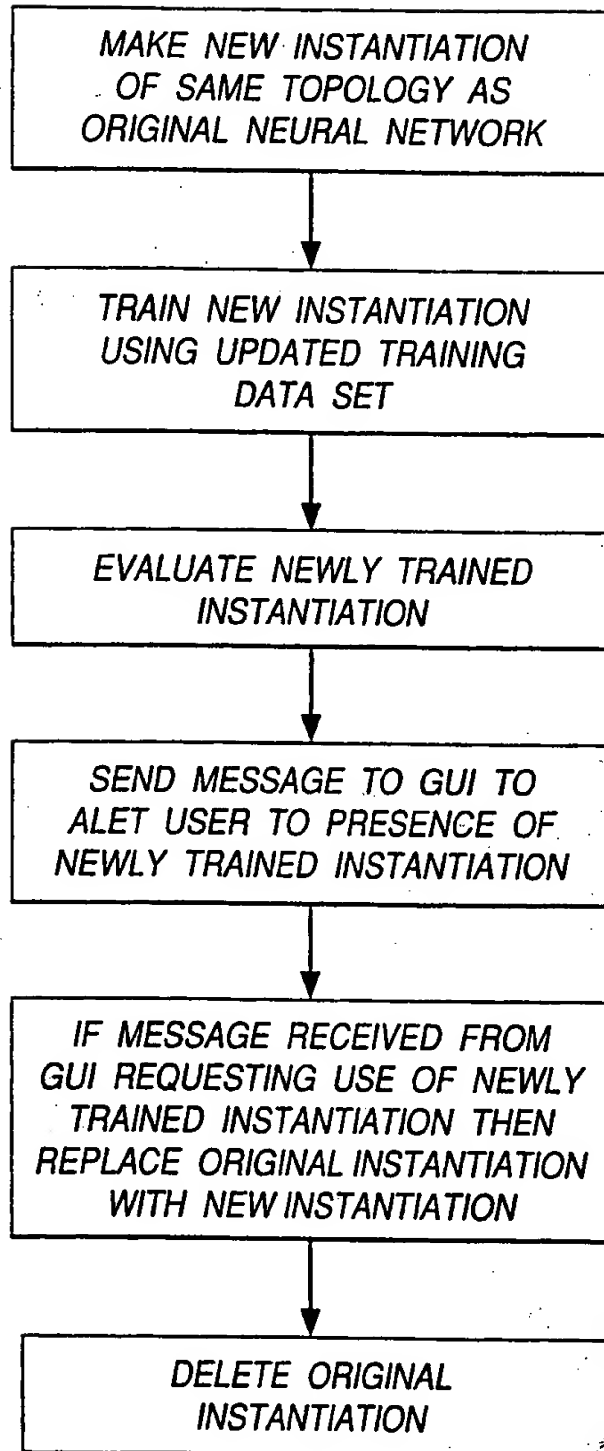 MAKE NEW INSTANTIATION
OF SAME TOPOLOGY AS
ORIGINAL NEURAL NETWORK
TRAIN NEW INSTANTIATION
USING UPDATED TRAINING
DATA SET
EVALUATE NEWLY TRAINED
INSTANTIATION
SEND MESSAGE TO GUI TO
ALET USER TO PRESENCE OF
NEWLY TRAINED INSTANTIATION
IF MESSAGE RECEIVED FROM
GUI REQUESTING USE OF NEWLY
TRAINED INSTANTIATION THEN
REPLACE ORIGINAL INSTANTIATION
WITH NEW INSTANTIATION
DELETE ORIGINAL
INSTANTIATION